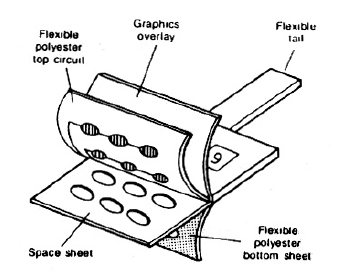 Graphics
overlay
Flexible
tail
Flexible
polyester
top circuit
9
Space sheet
Flexible
polyester
bottom sheet